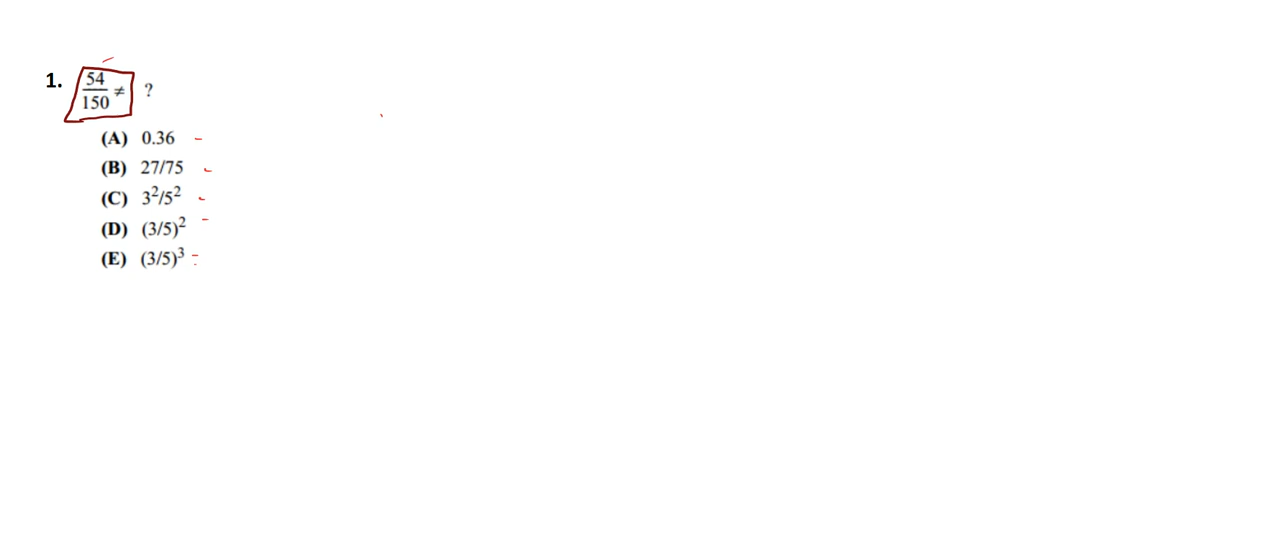 1. 54/150 ≠ ?
(A) 0.36
(B) 27/75
(C) 3²/5²
(D) (3/5)²
(E) (3/5)³